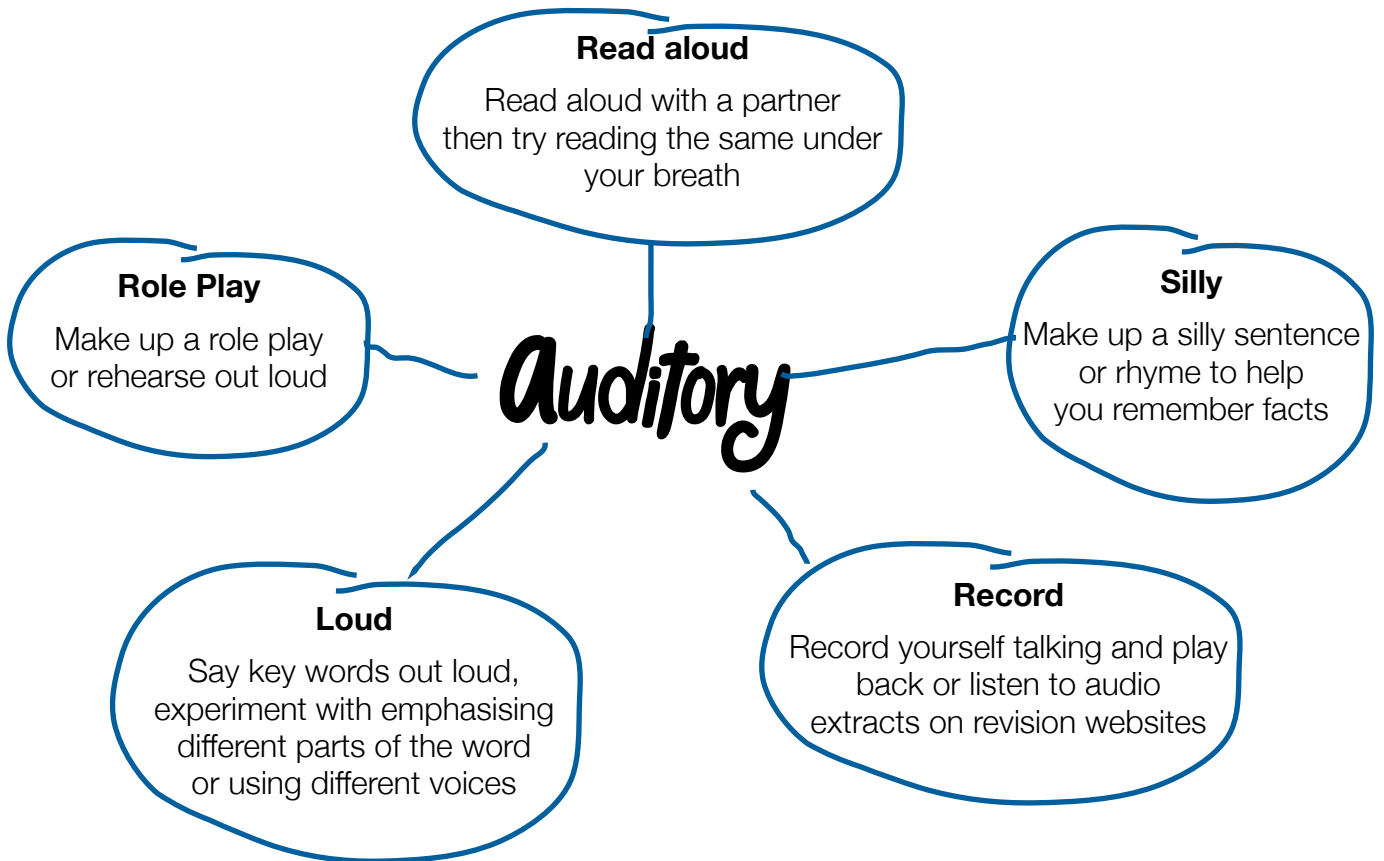 Read aloud
Read aloud with a partner
then try reading the same under
your breath
Role Play
Make up a role play
or rehearse out loud
Silly
Make up a silly sentence
or rhyme to help
you remember facts
auditory
Loud
Say key words out loud,
experiment with emphasising
different parts of the word
or using different voices
Record
Record yourself talking and play
back or listen to audio
extracts on revision websites